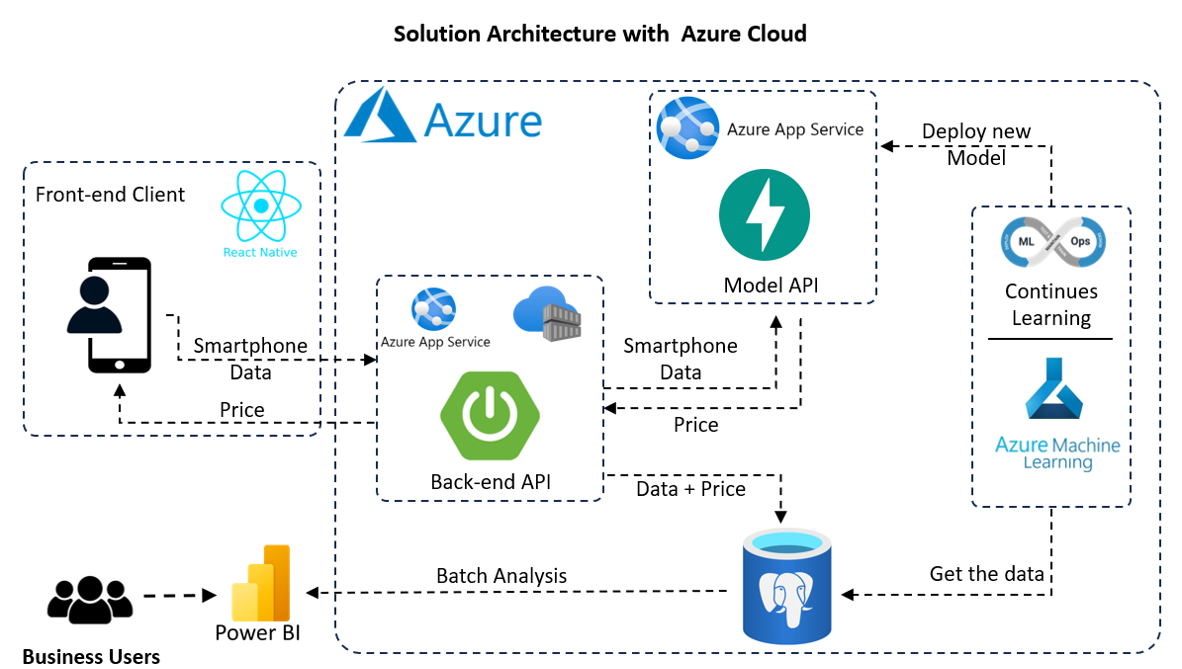 Solution Architecture with Azure Cloud
Azure
Azure App Service
Model API
Deploy new
Model
Front-end Client
React Native
Smartphone
Data
Price
Azure App Service
Back-end API
Smartphone
Data
Price
Data + Price
ML
Ops
Continues
Learning
Azure Machine
Learning
Get the data
Batch Analysis
Power BI
Business Users